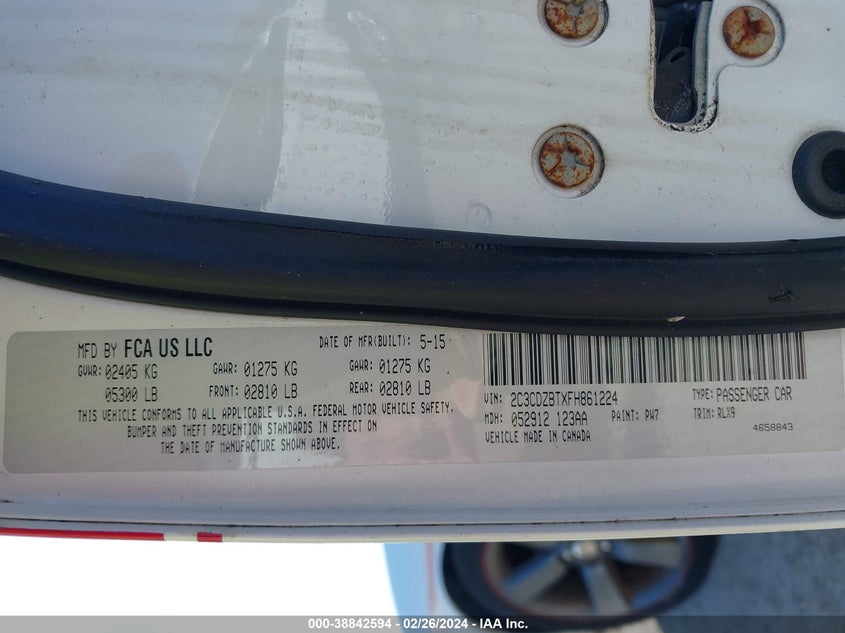 MFD BY FCA US LLC DATE OF MFR(BUILT): 5-15
GVWR: 02405 KG GAWR: 01275 KG GAWR: 01275 KG
05300 LB FRONT: 02810 LB REAR: 02810 LB
THIS VEHICLE CONFORMS TO ALL APPLICABLE U.S.A. FEDERAL MOTOR VEHICLE SAFETY,
BUMPER AND THEFT PREVENTION STANDARDS IN EFFECT ON
THE DATE OF MANUFACTURE SHOWN ABOVE.
VIN: 2C3CDZBTXFH861224 TYPE: PASSENGER CAR
MDH: 052912 123AA PAINT: PW7 TRIM: RLX9
VEHICLE MADE IN CANADA 4658843
000-38842594 - 02/26/2024 - IAA Inc.